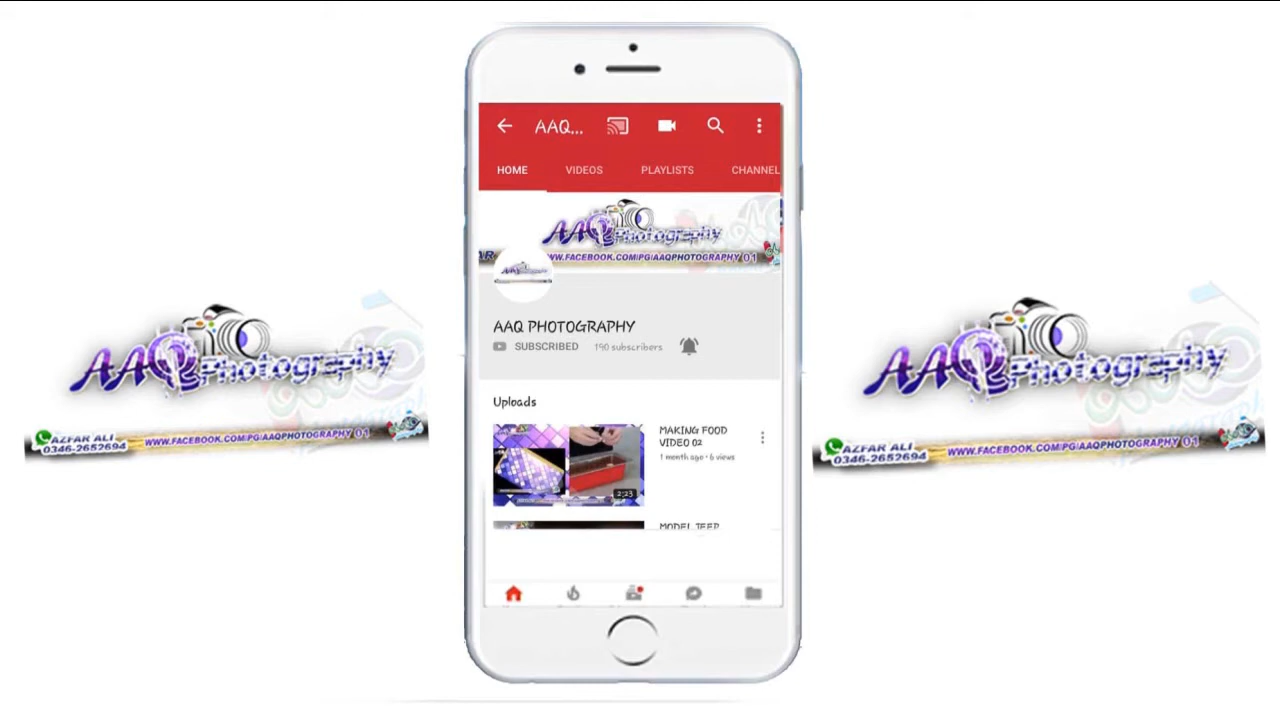 AAQ...
HOME VIDEOS PLAYLISTS CHANNEL
AAQ Photography
WWW.FACEBOOK.COM/PG/AAQPHOTOGRAPHY 01
AAQ PHOTOGRAPHY
SUBSCRIBED 190 subscribers
Uploads
MAKING FOOD
VIDEO 02
1 month ago • 6 views
2:23
MODEL JEEP
AAQ Photography
AZFAR ALI
0346-2652694
WWW.FACEBOOK.COM/PG/AAQPHOTOGRAPHY 01
AAQ Photography
AZFAR ALI
0346-2652694
WWW.FACEBOOK.COM/PG/AAQPHOTOGRAPHY 01